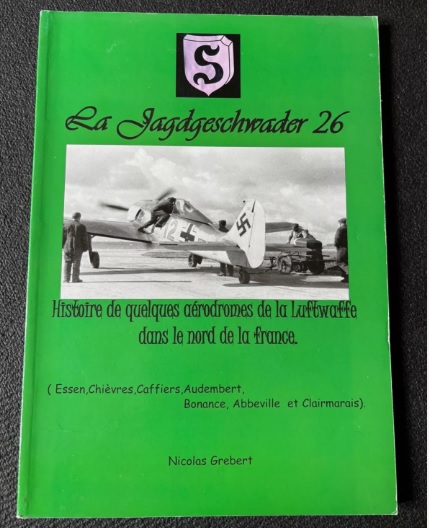 S
La Jagdgeschwader 26
Histoire de quelques aérodromes de la Luftwaffe
dans le nord de la france.
( Essen,Chièvres,Caffiers,Audembert,
Bonance, Abbeville et Clairmarais).
Nicolas Grebert